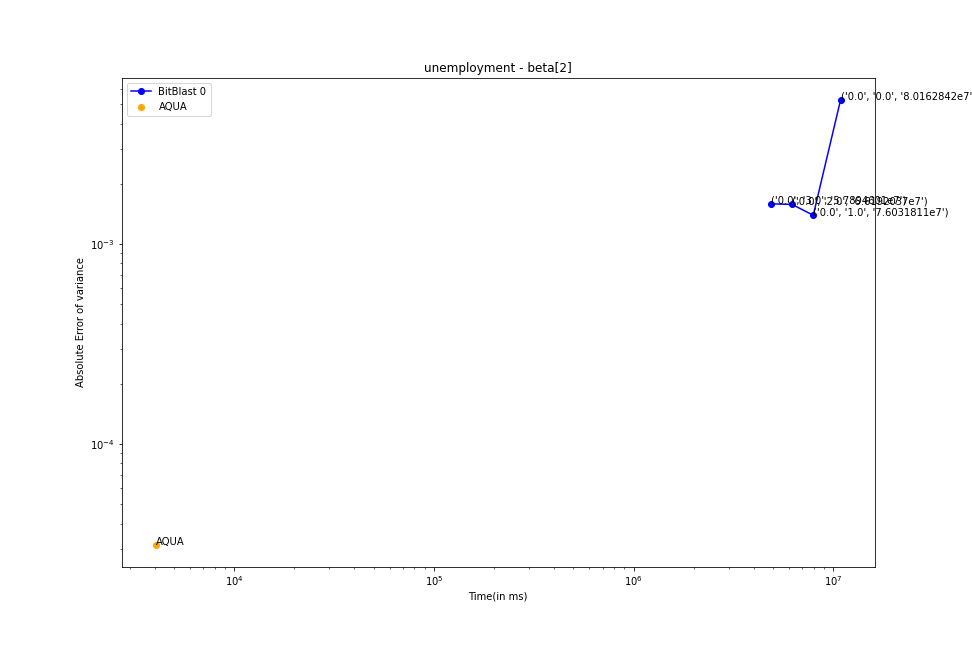 unemployment - beta[2]
BitBlast 0
AQUA
('0.0', '0.0', '8.0162842e7'
('0.0', '1.0', '7.6031811e7')
10⁻³
10⁻⁴
Absolute Error of variance
AQUA
10⁴
10⁵
10⁶
10⁷
Time(in ms)